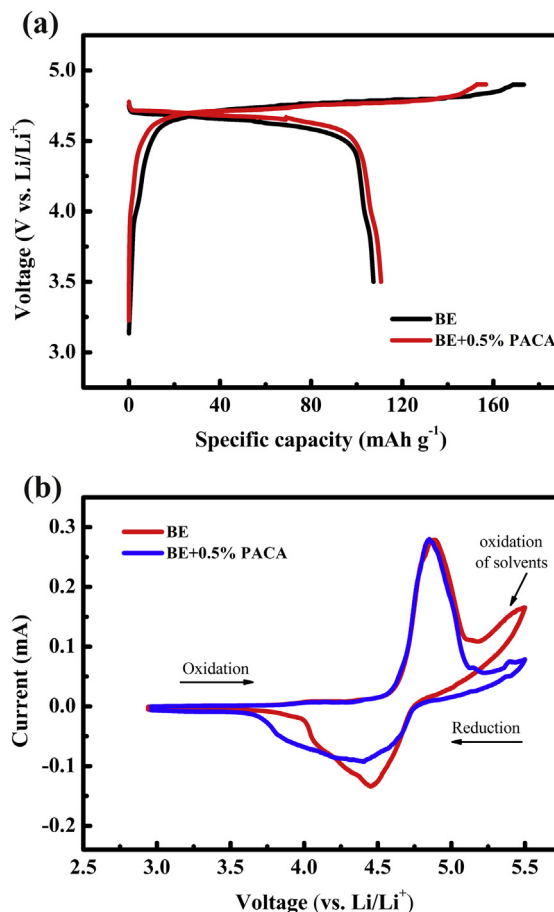 (a)
5.0
4.5
4.0
3.5
3.0
Voltage (V vs. Li/Li⁺)
BE
BE+0.5% PACA
0 40 80 120 160
Specific capacity (mAh g⁻¹)
(b)
0.3
0.2
0.1
0.0
-0.1
-0.2
Current (mA)
BE
BE+0.5% PACA
oxidation
of solvents
Oxidation
Reduction
2.5 3.0 3.5 4.0 4.5 5.0 5.5
Voltage (vs. Li/Li⁺)